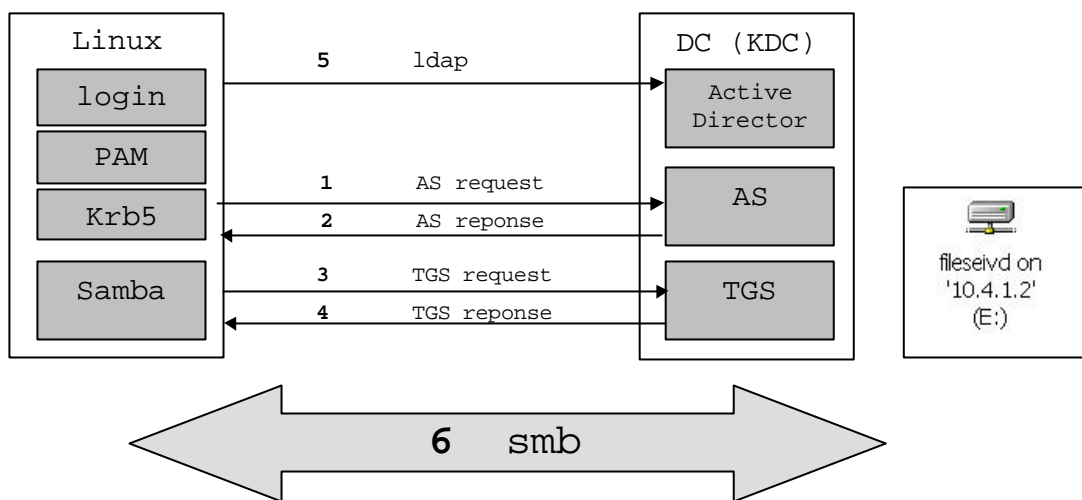 Linux
login
PAM
Krb5
Samba
5 ldap
1 AS request
2 AS reponse
3 TGS request
4 TGS reponse
DC (KDC)
Active
Director
AS
TGS
fileseivd on
'10.4.1.2'
(E:)
6 smb